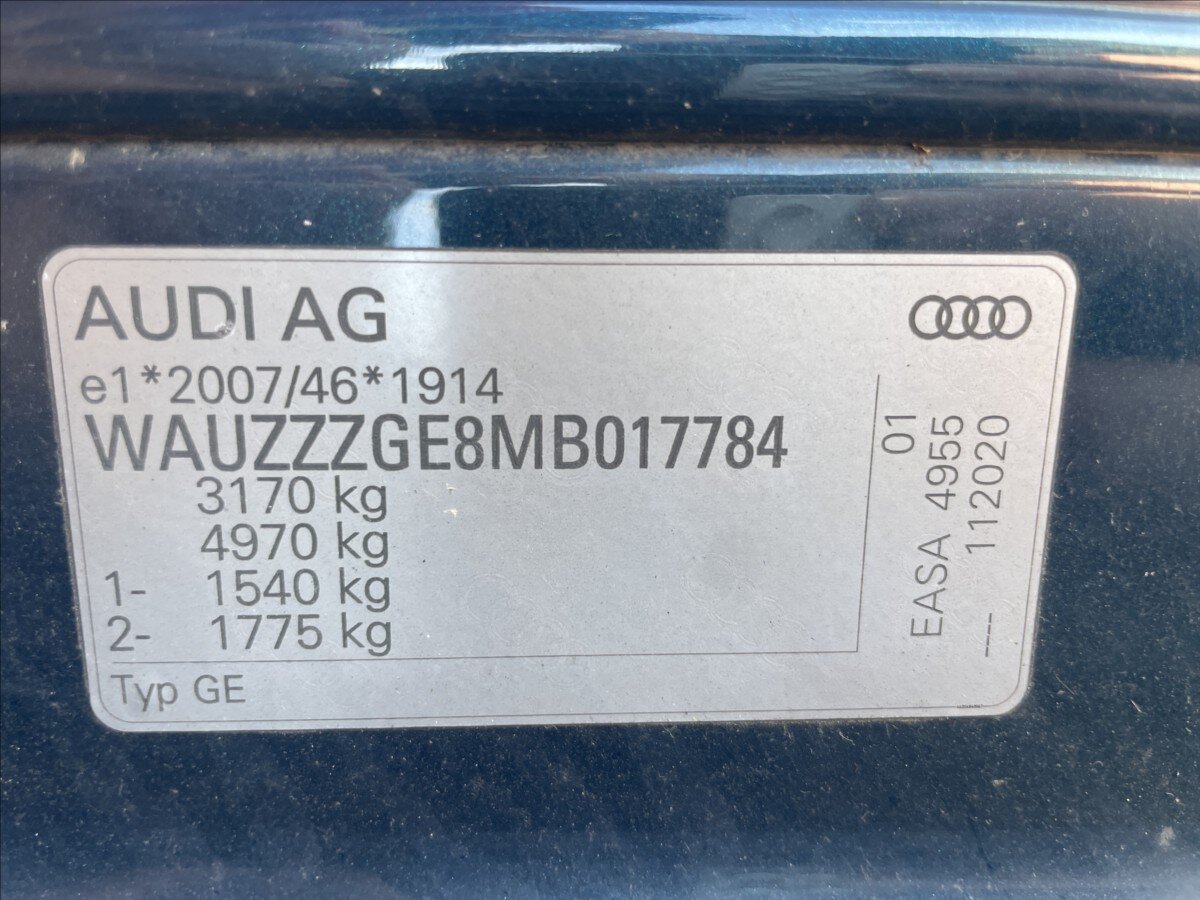 AUDI AG
e1*2007/46*1914
WAUZZZGE8MB017784
3170 kg
4970 kg
1- 1540 kg
2- 1775 kg
Typ GE
01
EASA 4955
---- 112020